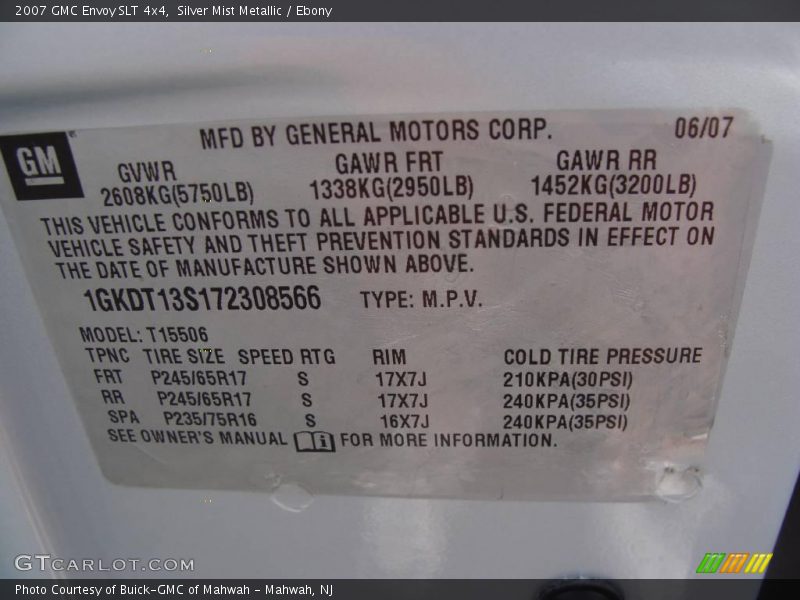 2007 GMC Envoy SLT 4x4,  Silver Mist Metallic / Ebony
GM
MFD BY GENERAL MOTORS CORP.
06/07
GVWR GAWR FRT GAWR RR
2608KG(5750LB) 1338KG(2950LB) 1452KG(3200LB)
THIS VEHICLE CONFORMS TO ALL APPLICABLE U.S. FEDERAL MOTOR
VEHICLE SAFETY AND THEFT PREVENTION STANDARDS IN EFFECT ON
THE DATE OF MANUFACTURE SHOWN ABOVE.
1GKDT13S172308566 TYPE: M.P.V.
MODEL: T15506
TPNC TIRE SIZE SPEED RTG RIM COLD TIRE PRESSURE
FRT P245/65R17 S 17X7J 210KPA(30PSI)
RR P245/65R17 S 17X7J 240KPA(35PSI)
SPA P235/75R16 S 16X7J 240KPA(35PSI)
SEE OWNER'S MANUAL i FOR MORE INFORMATION.
GTCARLOT.COM
Photo Courtesy of Buick-GMC of Mahwah - Mahwah, NJ